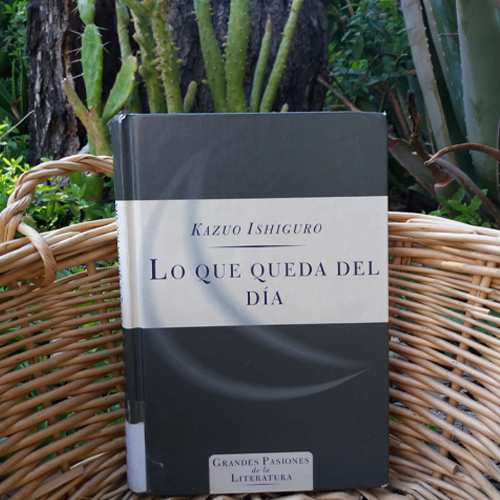 KAZUO ISHIGURO
LO QUE QUEDA DEL
DÍA
GRANDES PASIONES
de la
LITERATURA